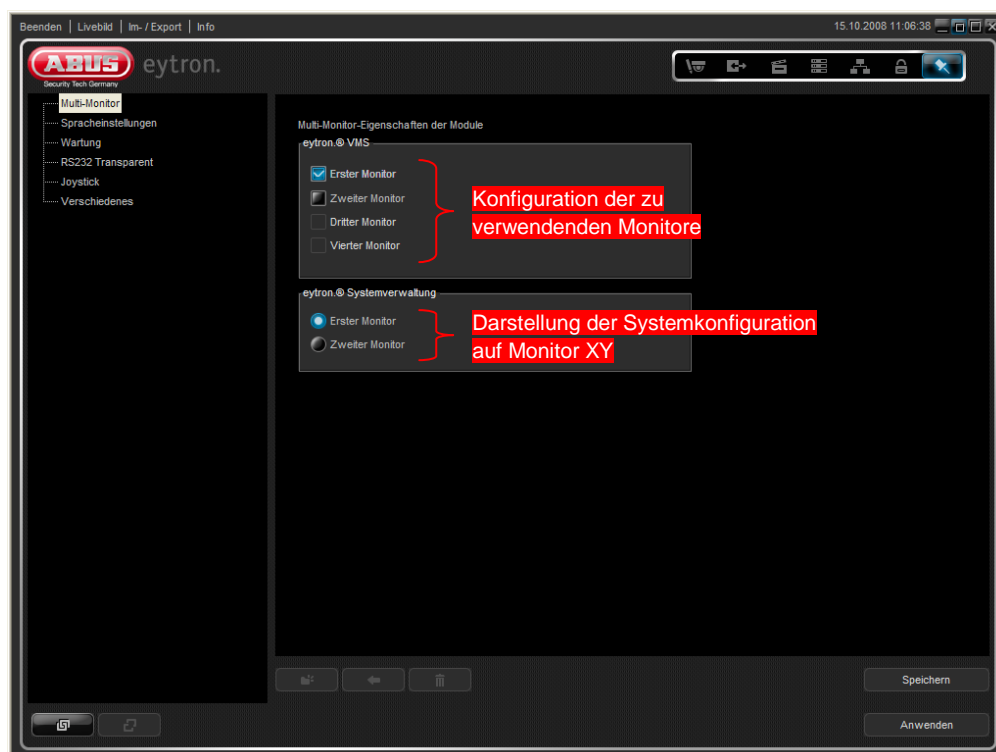 Beenden | Livebild | Im- / Export | Info
15.10.2008 11:06:38
ABUS eytron.
Security Tech Germany
Multi-Monitor
Spracheinstellungen
Wartung
RS232 Transparent
Joystick
Verschiedenes
Multi-Monitor-Eigenschaften der Module
eytron.® VMS
Erster Monitor
Zweiter Monitor
Dritter Monitor
Vierter Monitor
Konfiguration der zu
verwendenden Monitore
eytron.® Systemverwaltung
Erster Monitor
Zweiter Monitor
Darstellung der Systemkonfiguration
auf Monitor XY
Speichern
Anwenden